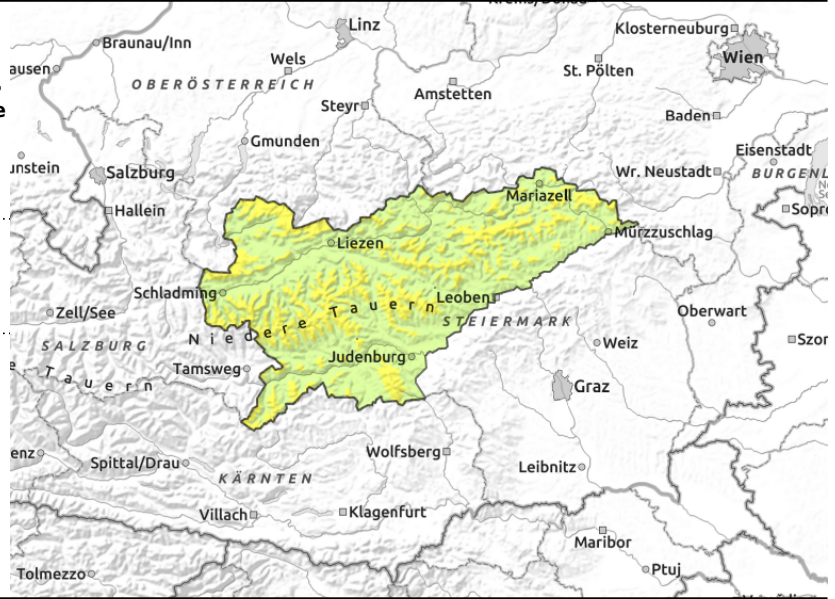 Linz
Klosterneuburg
Braunau/Inn
Wien
Wels
St. Pölten
OBERÖSTERREICH
Amstetten
Steyr
Baden
Gmunden
Eisenstadt
Salzburg
Wr. Neustadt
Mariazell
Hallein
Mürzzuschlag
Liezen
Schladming
Leoben
Niedere Tauern
Zell/See
STEIERMARK
Oberwart
SALZBURG
Weiz
Judenburg
Tamsweg
Tauern
Graz
Wolfsberg
Spittal/Drau
Leibnitz
KÄRNTEN
Villach
Klagenfurt
Maribor
Tolmezzo
Ptuj